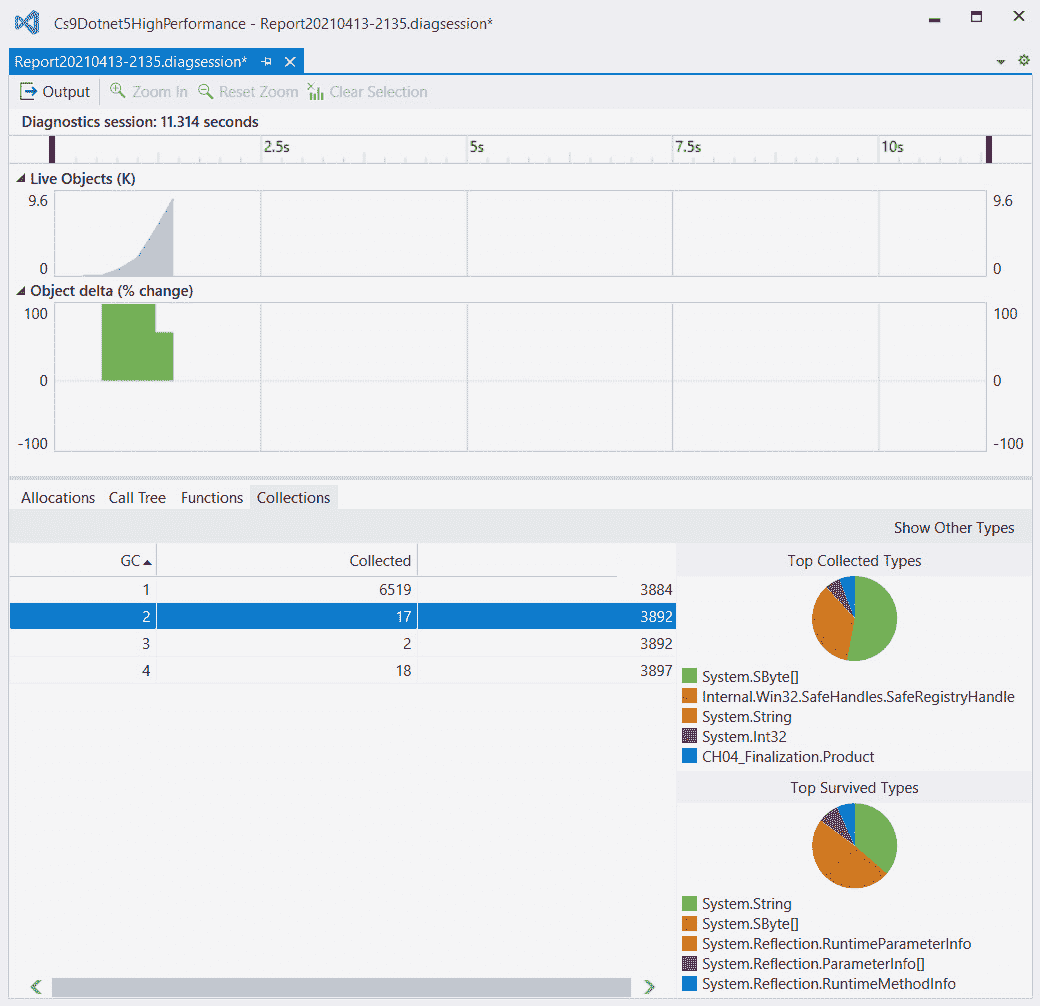 Cs9Dotnet5HighPerformance - Report20210413-2135.diagsession*
Report20210413-2135.diagsession*
Output Zoom In Reset Zoom Clear Selection
Diagnostics session: 11.314 seconds
2.5s 5s 7.5s 10s
Live Objects (K)
9.6 9.6
0 0
Object delta (% change)
100 100
0 0
-100 -100
Allocations Call Tree Functions Collections
Show Other Types
GC Collected
1 6519 3884
2 17 3892
3 2 3892
4 18 3897
Top Collected Types
System.SByte[]
Internal.Win32.SafeHandles.SafeRegistryHandle
System.String
System.Int32
CH04_Finalization.Product
Top Survived Types
System.String
System.SByte[]
System.Reflection.RuntimeParameterInfo
System.Reflection.ParameterInfo[]
System.Reflection.RuntimeMethodInfo